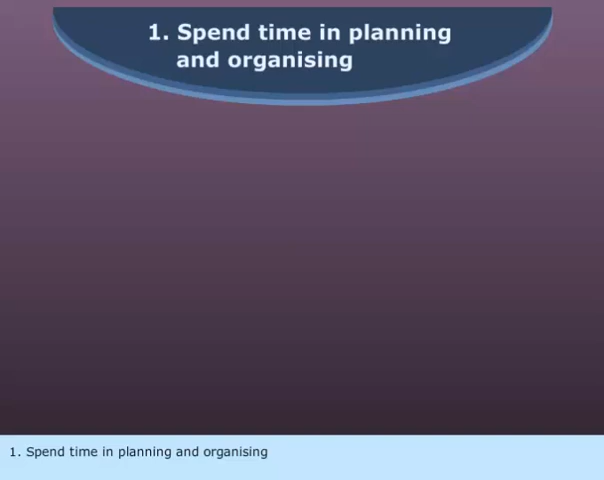 1. Spend time in planning
and organising
1. Spend time in planning and organising